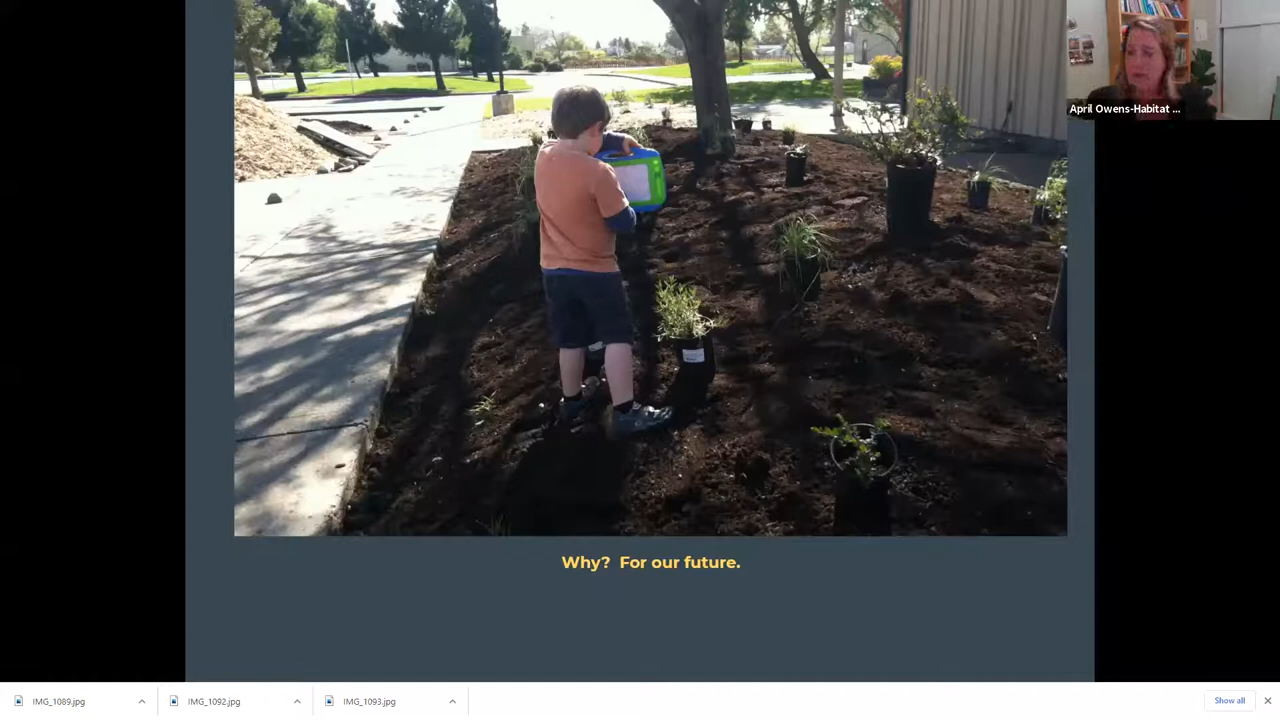 April Owens-Habitat ...
Why? For our future.
IMG_1089.jpg
IMG_1092.jpg
IMG_1093.jpg
Show all